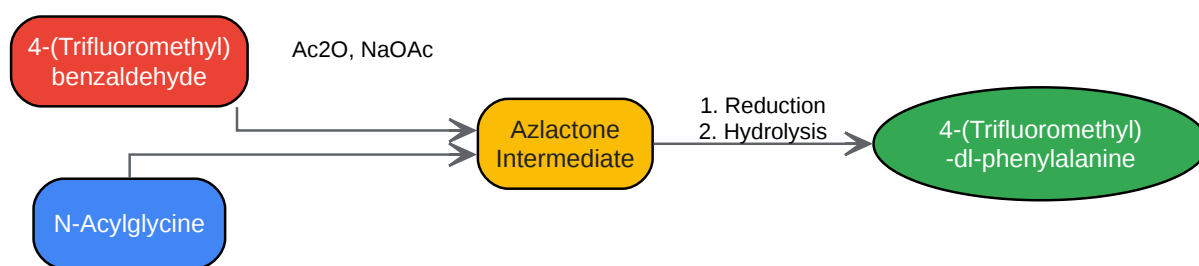 4-(Trifluoromethyl)
benzaldehyde
Ac2O, NaOAc
N-Acylglycine
Azlactone
Intermediate
1. Reduction
2. Hydrolysis
4-(Trifluoromethyl)
-dl-phenylalanine